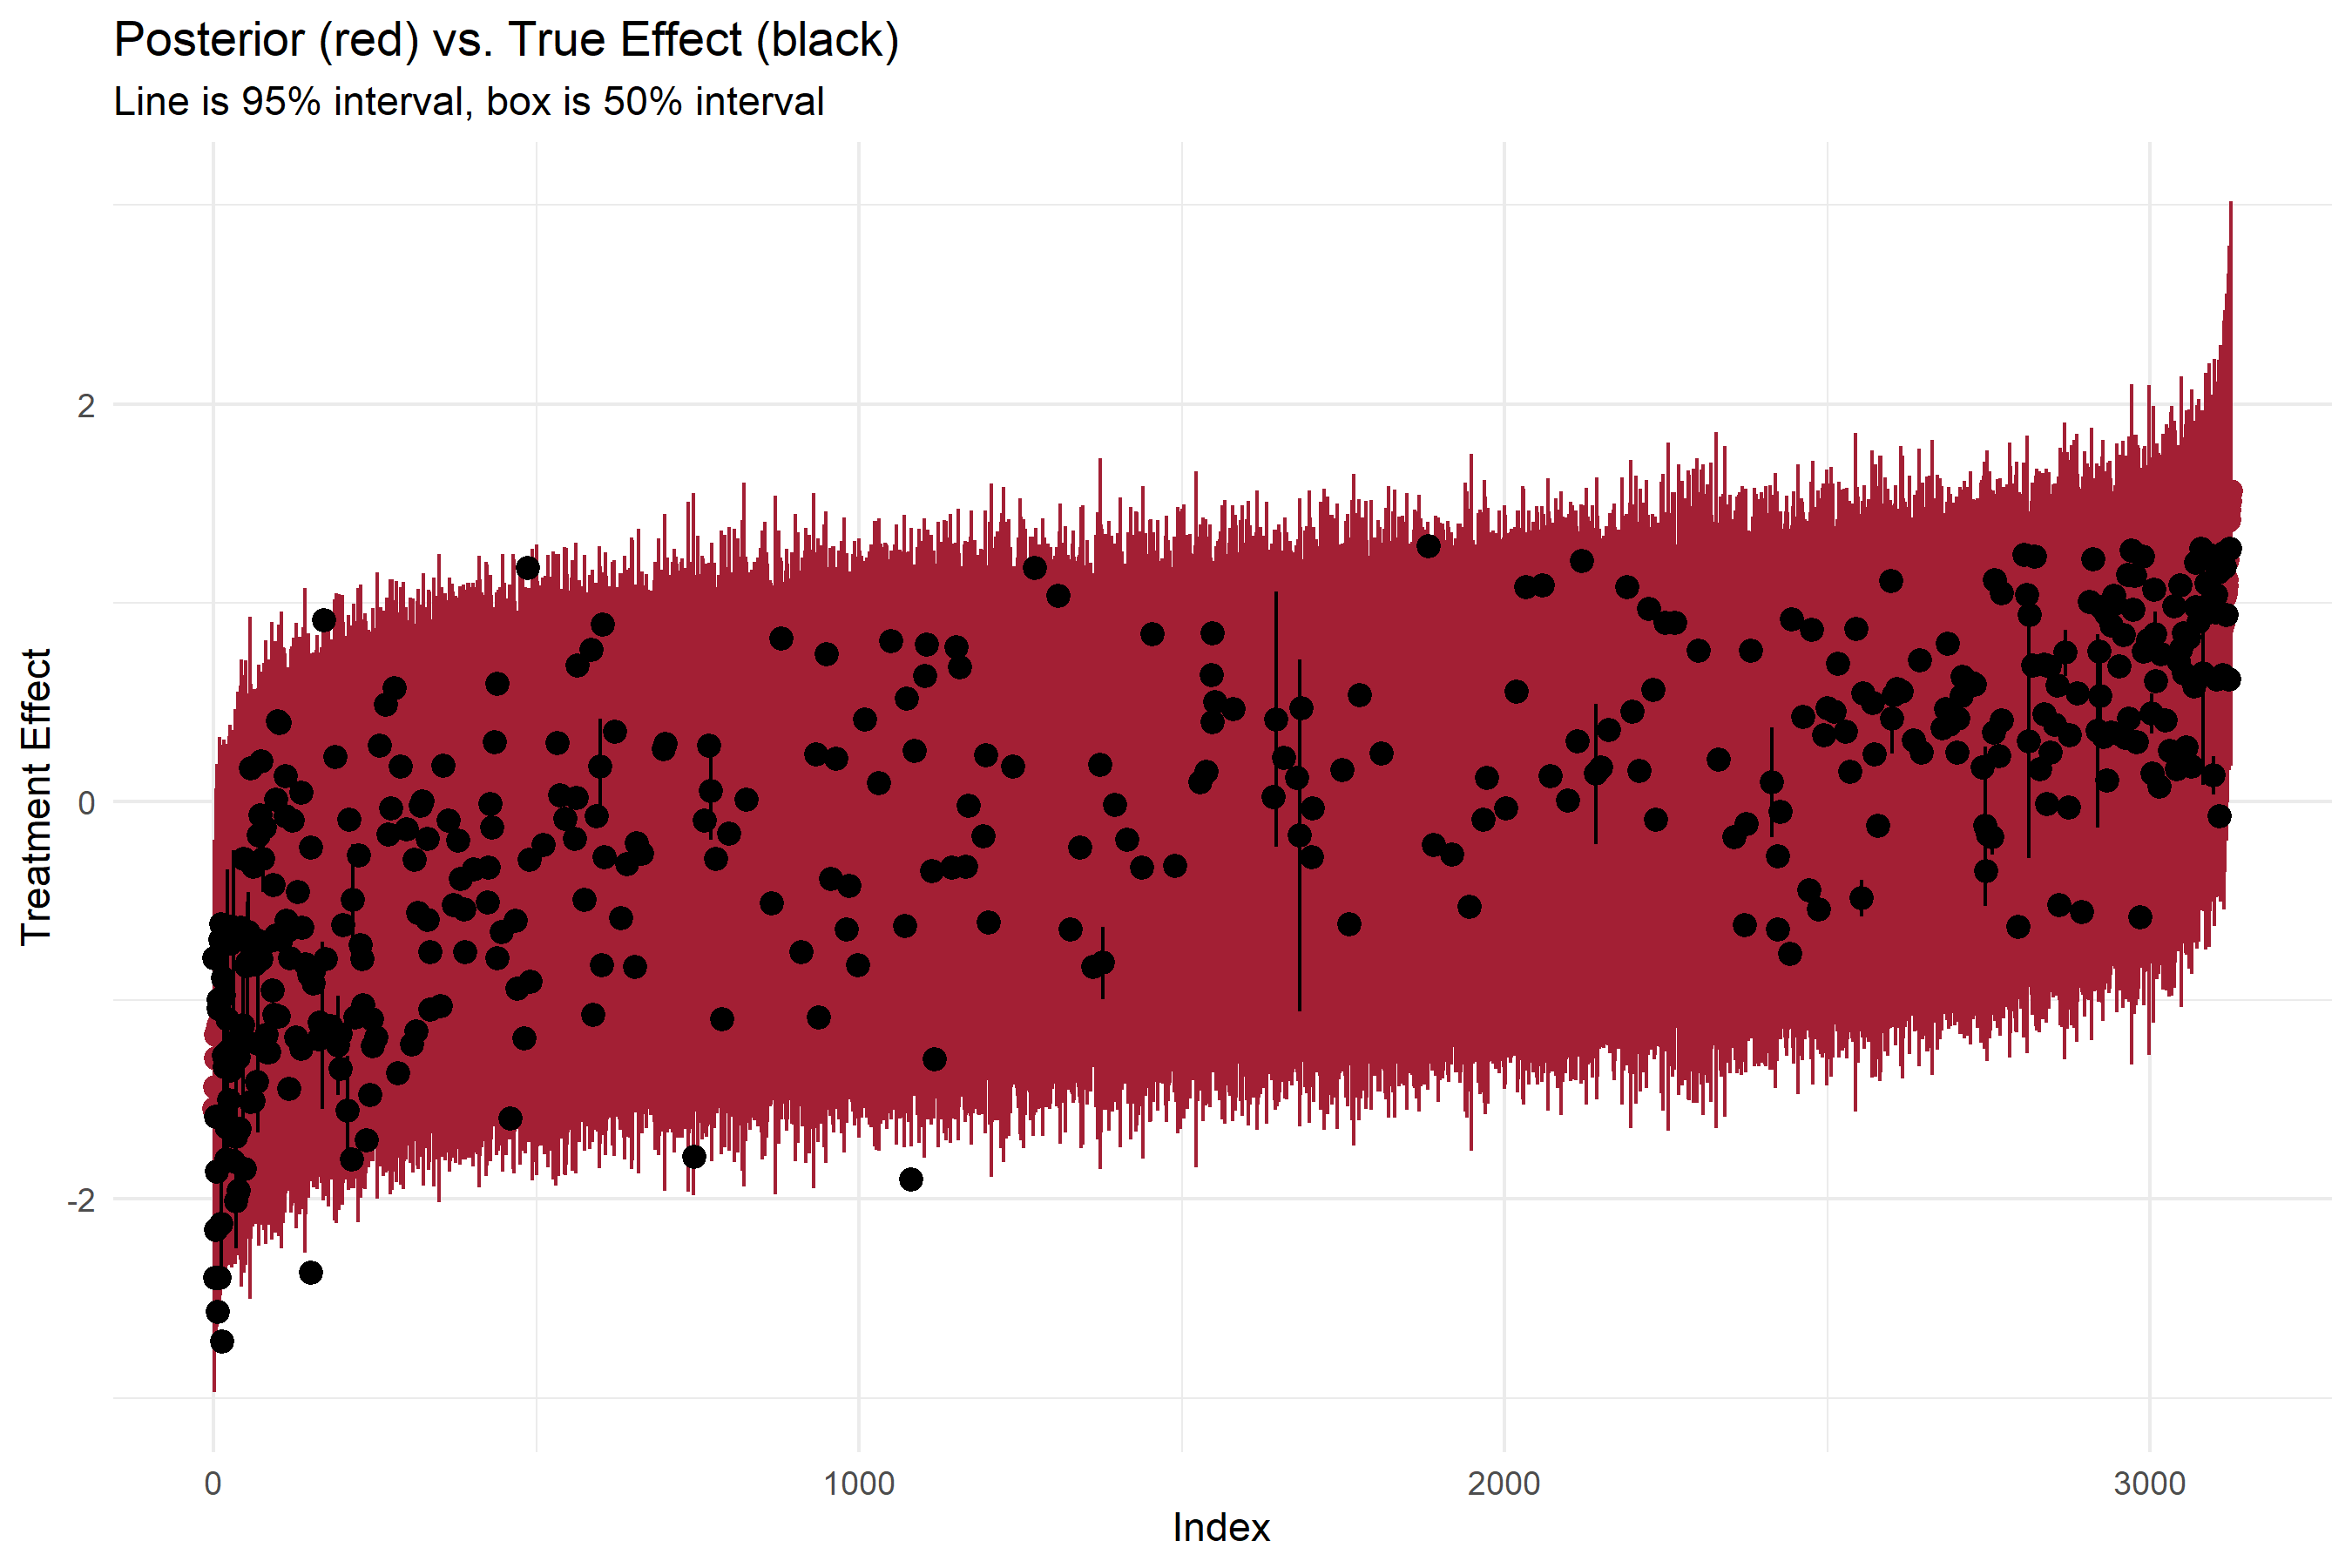 Posterior (red) vs. True Effect (black)
Line is 95% interval, box is 50% interval
Treatment Effect
2
0
-2
0
1000
2000
3000
Index